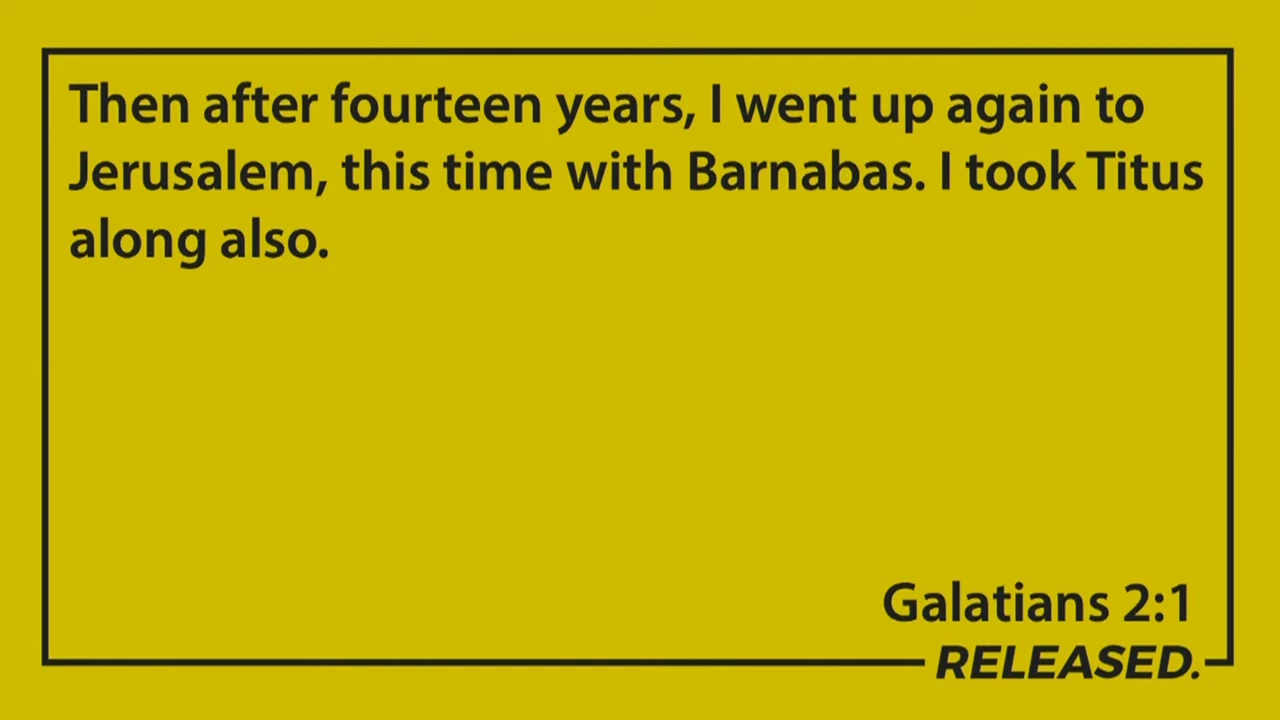 Then after fourteen years, I went up again to
Jerusalem, this time with Barnabas. I took Titus
along also.
Galatians 2:1
RELEASED.